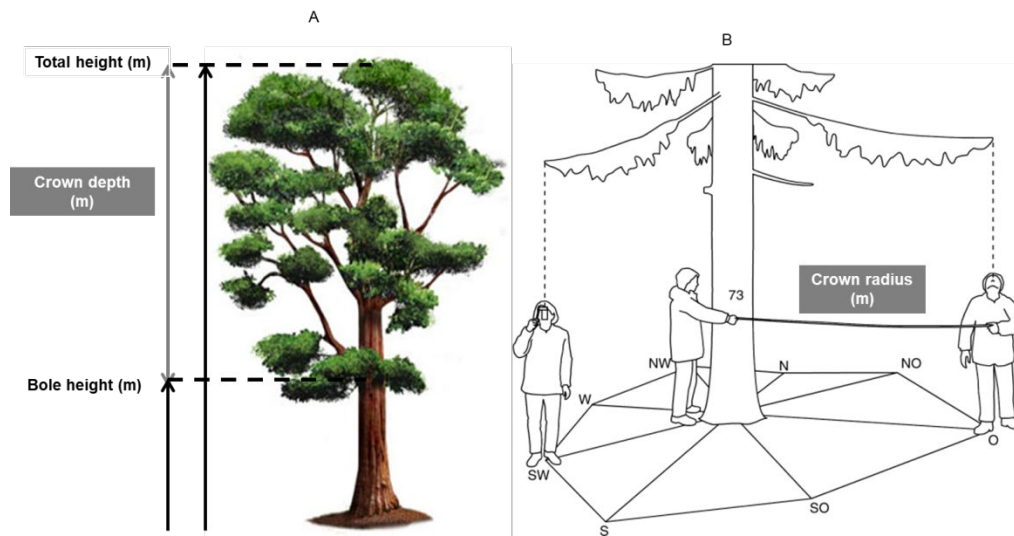 A
Total height (m)
Crown depth
(m)
Bole height (m)
B
73
Crown radius
(m)
NW
N
NO
W
O
SW
SO
S